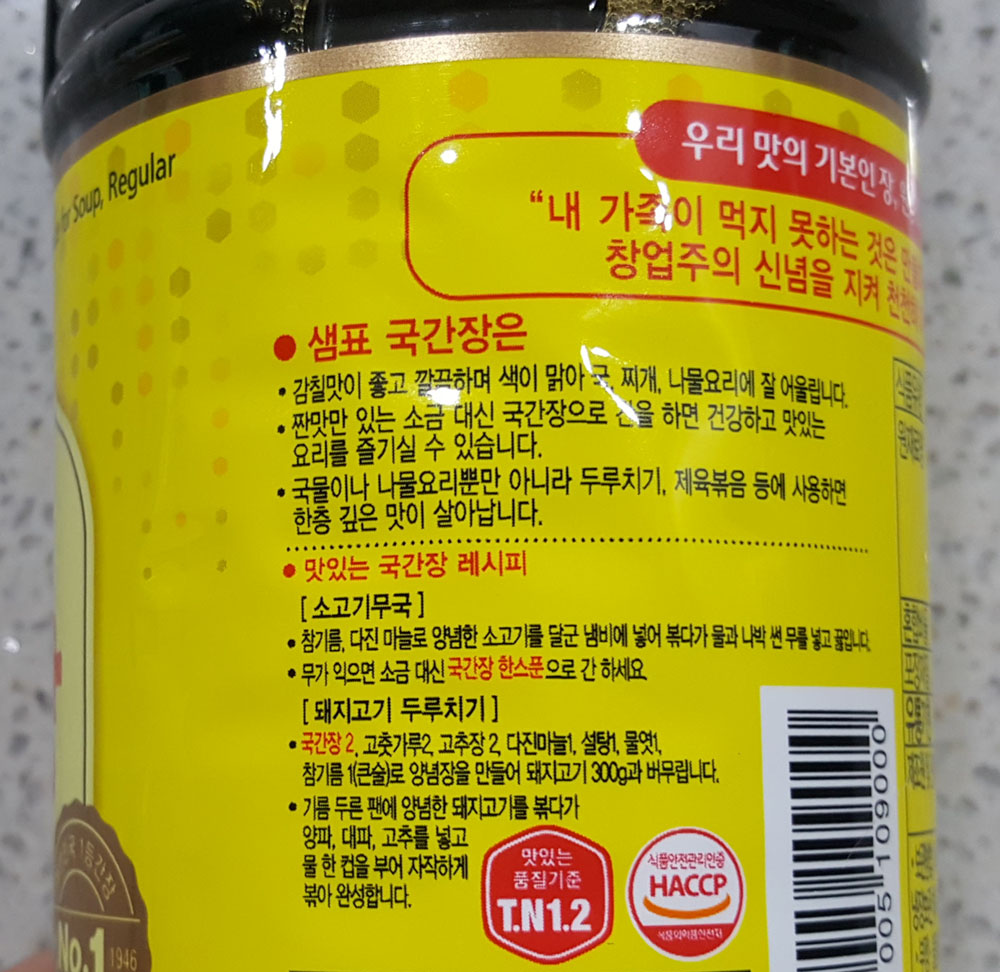 for Soup, Regular
우리 맛의 기본인 장,
“내 가족이 먹지 못하는 것은
창업주의 신념을 지켜
● 샘표 국간장은
• 감칠맛이 좋고 깔끔하며 색이 맑아 국, 찌개, 나물요리에 잘 어울립니다.
• 짠맛만 있는 소금 대신 국간장으로 간을 하면 건강하고 맛있는
요리를 즐기실 수 있습니다.
• 국물이나 나물요리뿐만 아니라 두루치기, 제육볶음 등에 사용하면
한층 깊은 맛이 살아납니다.
● 맛있는 국간장 레시피
[ 소고기무국 ]
• 참기름, 다진 마늘로 양념한 소고기를 달군 냄비에 넣어 볶다가 물과 나박 썬 무를 넣고 끓입니다.
• 무가 익으면 소금 대신 국간장 한스푼으로 간 하세요
[ 돼지고기 두루치기 ]
• 국간장 2, 고춧가루2, 고추장 2, 다진마늘1, 설탕1, 물엿1,
참기름 1(큰술)로 양념장을 만들어 돼지고기 300g과 버무립니다.
• 기름 두른 팬에 양념한 돼지고기를 볶다가
양파, 대파, 고추를 넣고
물 한 컵을 부어 자작하게
볶아 완성합니다.
맛있는
품질기준
T.N1.2
식품안전관리인증
HACCP
식품의약품안전처
005109000
1등간장
No.1
1946